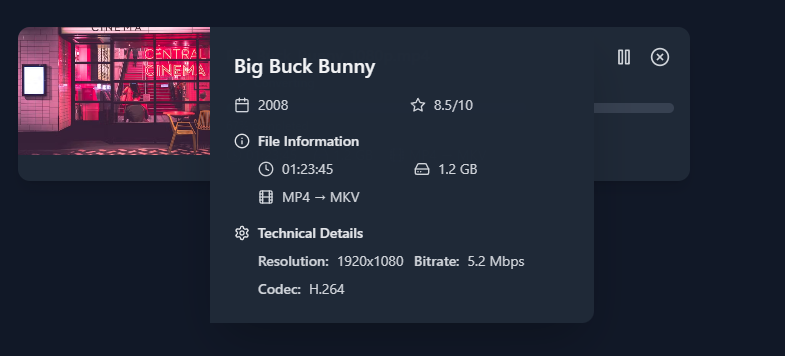 CINEMA
CENTRAL
CINEMA
Big Buck Bunny
2008 8.5/10
File Information
01:23:45 1.2 GB
MP4 → MKV
Technical Details
Resolution: 1920x1080 Bitrate: 5.2 Mbps
Codec: H.264